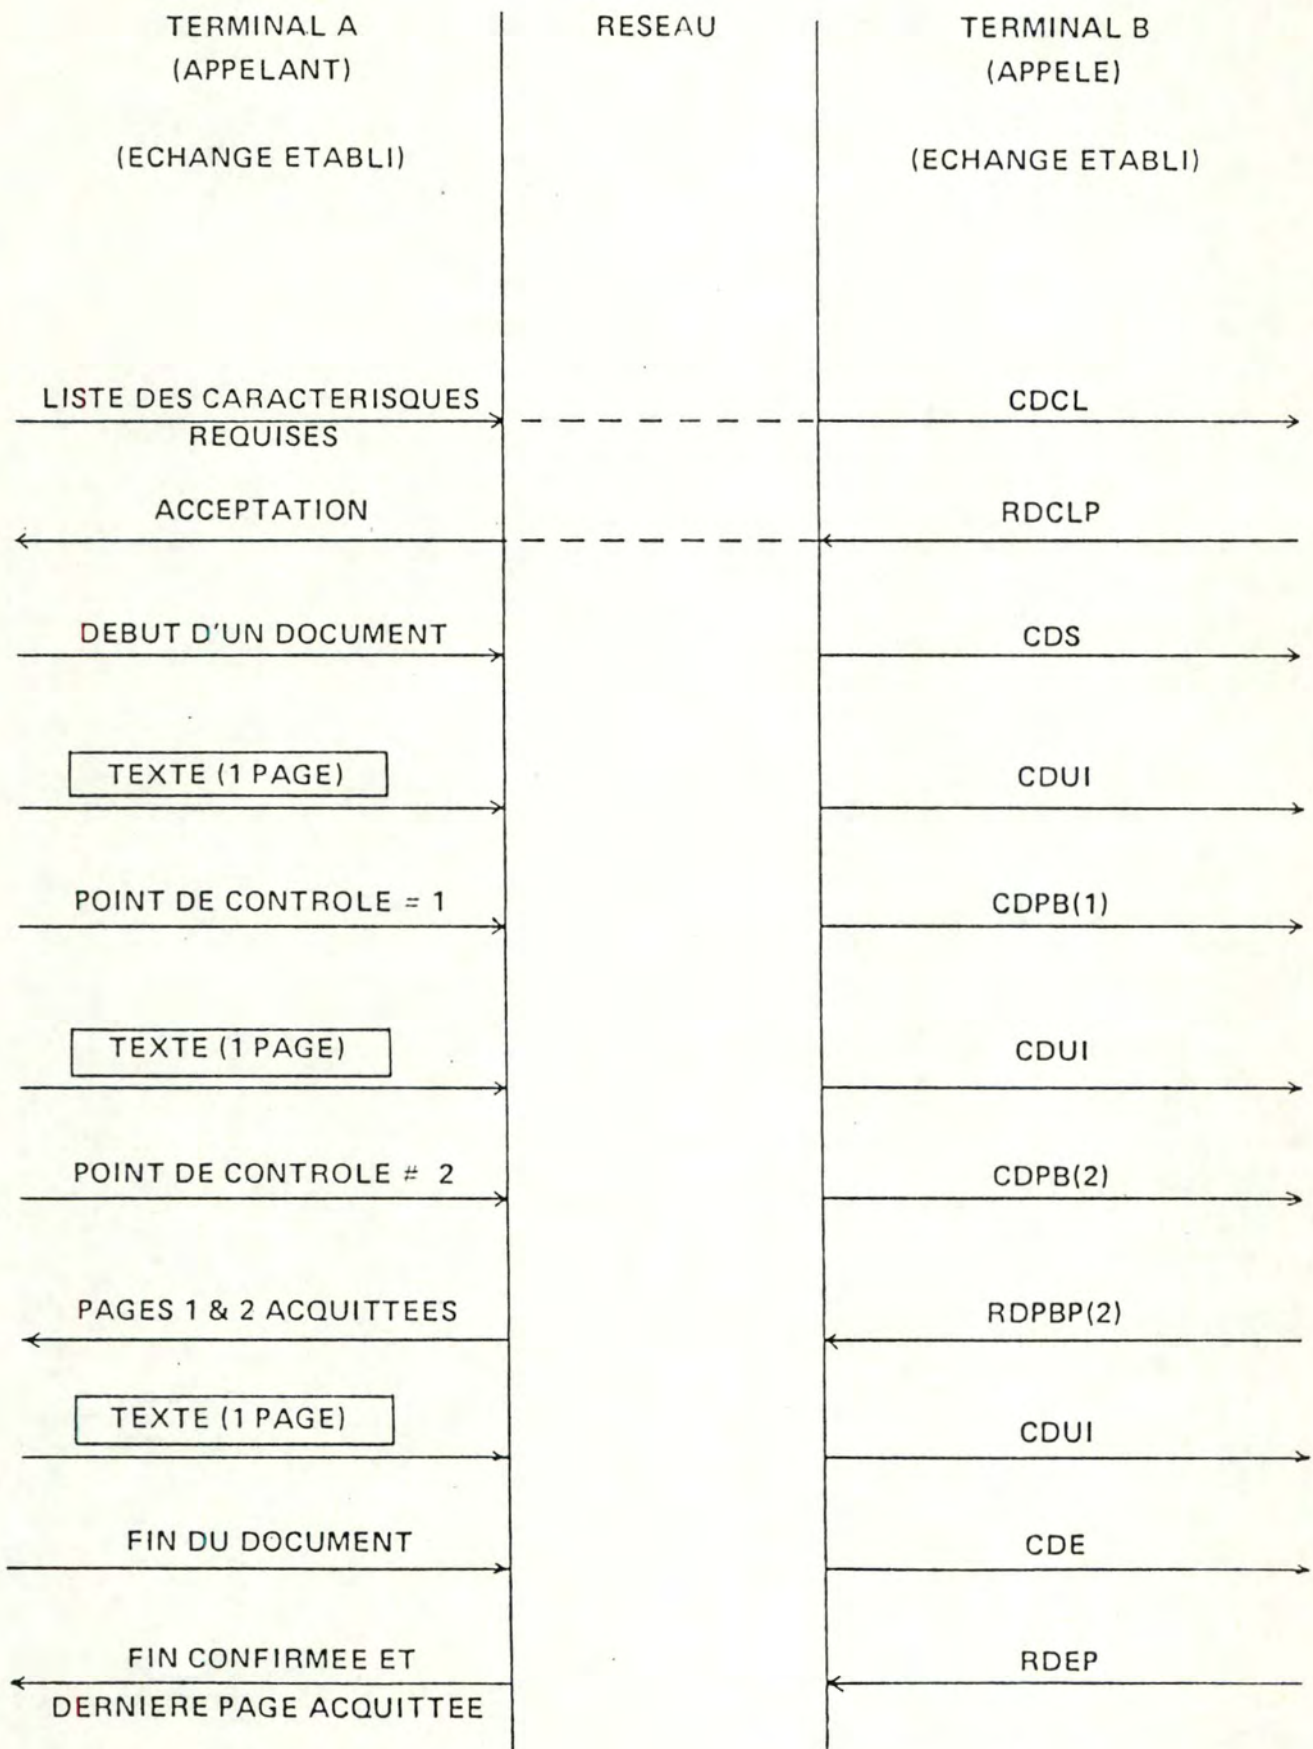 TERMINAL A
(APPELANT)
RESEAU
TERMINAL B
(APPELE)
(ECHANGE ETABLI)
(ECHANGE ETABLI)
LISTE DES CARACTERISQUES
REQUISES
CDCL
ACCEPTATION
RDCLP
DEBUT D'UN DOCUMENT
CDS
TEXTE (1 PAGE)
CDUI
POINT DE CONTROLE = 1
CDPB(1)
TEXTE (1 PAGE)
CDUI
POINT DE CONTROLE # 2
CDPB(2)
PAGES 1 & 2 ACQUITTEES
RDPBP(2)
TEXTE (1 PAGE)
CDUI
FIN DU DOCUMENT
CDE
FIN CONFIRMEE ET
DERNIERE PAGE ACQUITTEE
RDEP